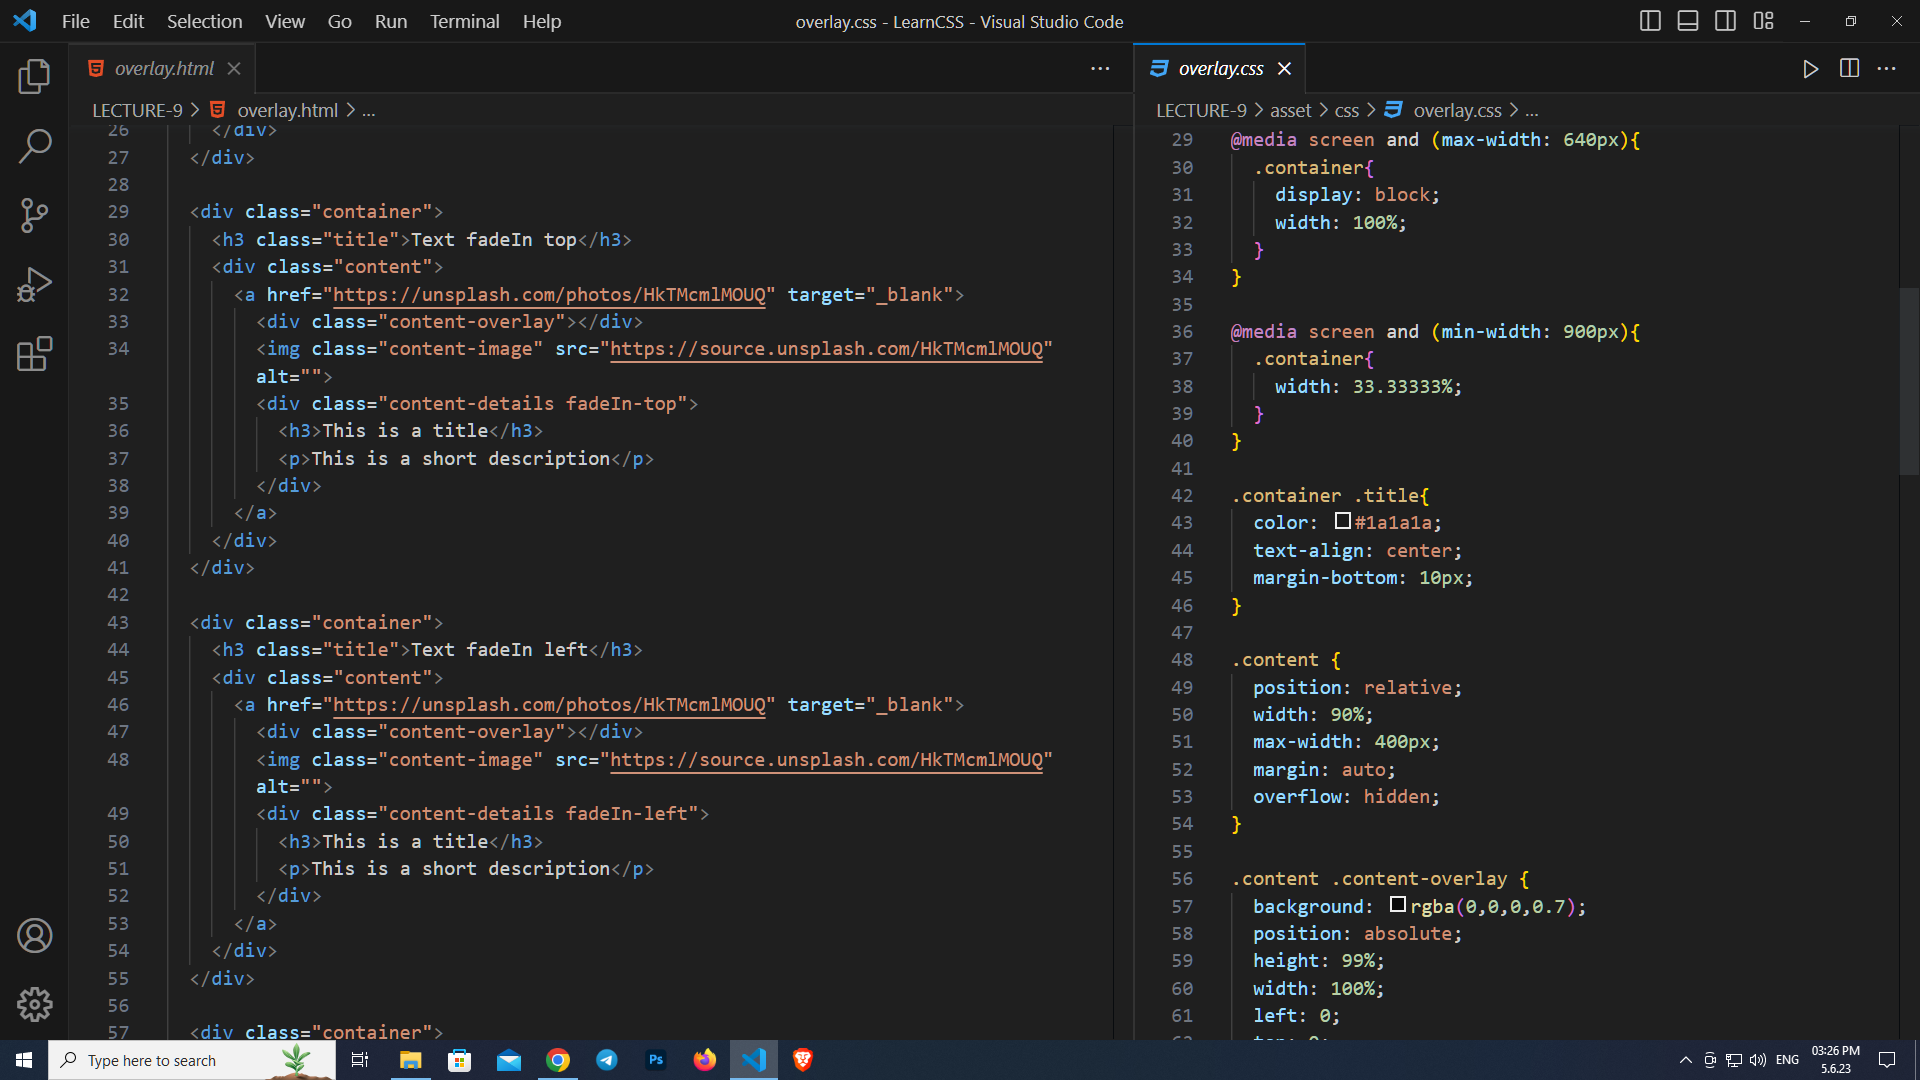 File Edit Selection View Go Run Terminal Help
overlay.css - LearnCSS - Visual Studio Code
overlay.html
LECTURE-9 > overlay.html > ...
26 </div>
27 </div>
28
29 <div class="container">
30 <h3 class="title">Text fadeIn top</h3>
31 <div class="content">
32 <a href="https://unsplash.com/photos/HkTMcmlMOUQ" target="_blank">
33 <div class="content-overlay"></div>
34 <img class="content-image" src="https://source.unsplash.com/HkTMcmlMOUQ"
alt="">
35 <div class="content-details fadeIn-top">
36 <h3>This is a title</h3>
37 <p>This is a short description</p>
38 </div>
39 </a>
40 </div>
41 </div>
42
43 <div class="container">
44 <h3 class="title">Text fadeIn left</h3>
45 <div class="content">
46 <a href="https://unsplash.com/photos/HkTMcmlMOUQ" target="_blank">
47 <div class="content-overlay"></div>
48 <img class="content-image" src="https://source.unsplash.com/HkTMcmlMOUQ"
alt="">
49 <div class="content-details fadeIn-left">
50 <h3>This is a title</h3>
51 <p>This is a short description</p>
52 </div>
53 </a>
54 </div>
55 </div>
56
57 <div class="container">
overlay.css
LECTURE-9 > asset > css > overlay.css > ...
29 @media screen and (max-width: 640px){
30 .container{
31 display: block;
32 width: 100%;
33 }
34 }
35
36 @media screen and (min-width: 900px){
37 .container{
38 width: 33.33333%;
39 }
40 }
41
42 .container .title{
43 color: #1a1a1a;
44 text-align: center;
45 margin-bottom: 10px;
46 }
47
48 .content {
49 position: relative;
50 width: 90%;
51 max-width: 400px;
52 margin: auto;
53 overflow: hidden;
54 }
55
56 .content .content-overlay {
57 background: rgba(0,0,0,0.7);
58 position: absolute;
59 height: 99%;
60 width: 100%;
61 left: 0;
62 top: 0;
Type here to search
Ps
ENG
03:26 PM
5.6.23